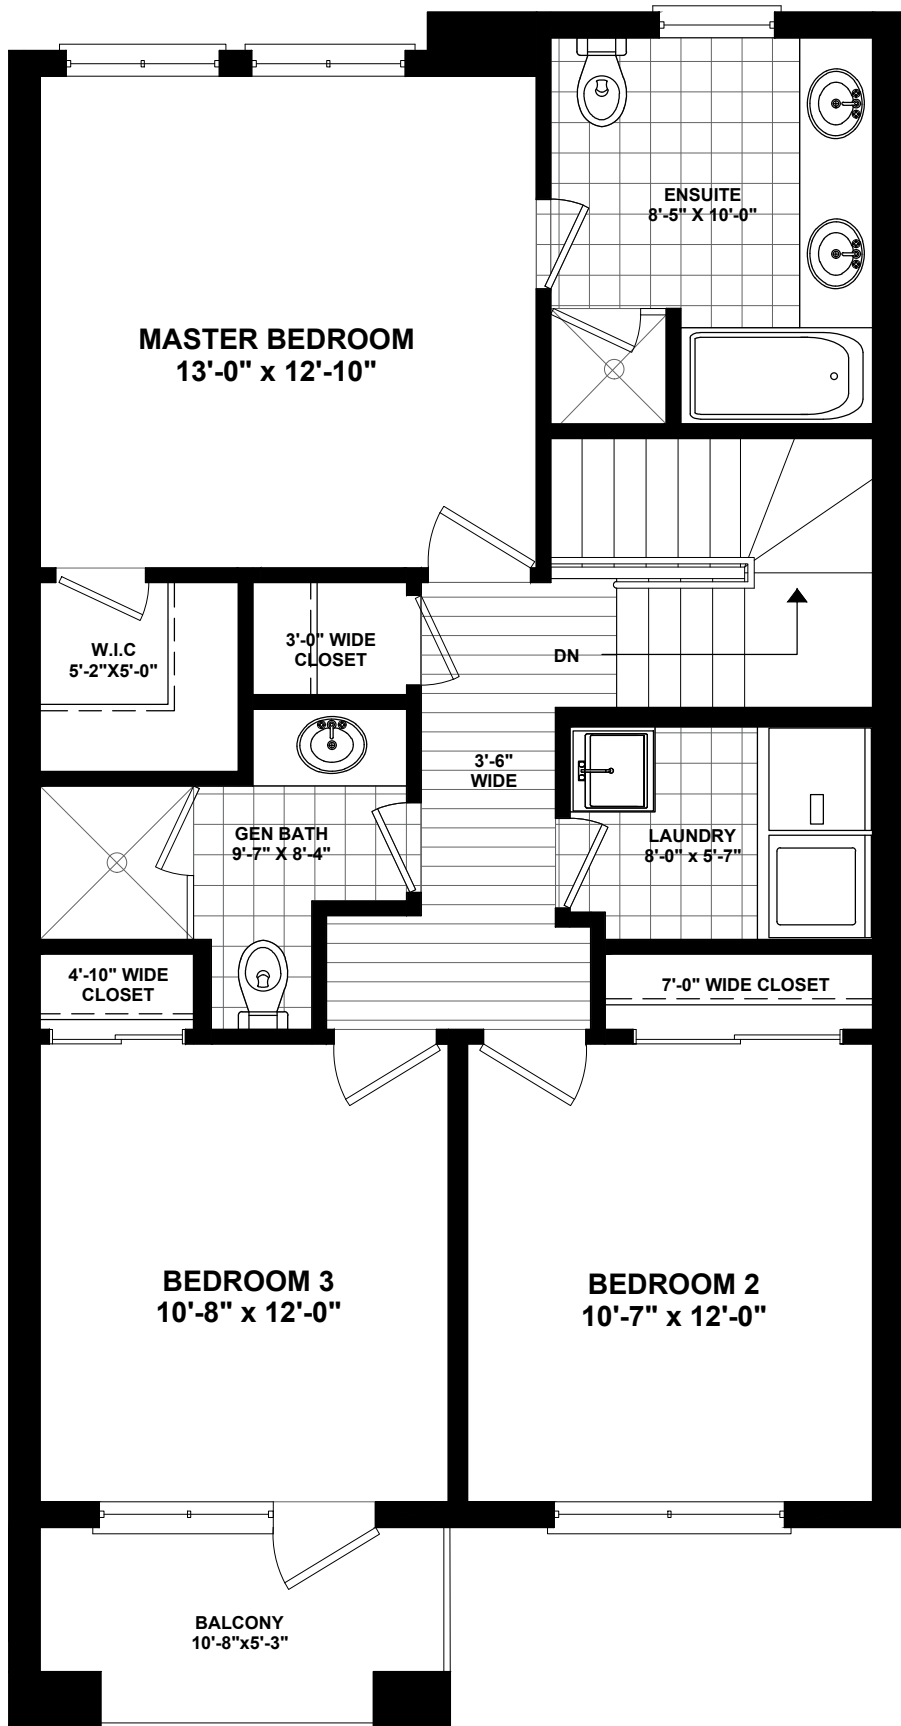 ENSUITE
8'-5" X 10'-0"
MASTER BEDROOM
13'-0" x 12'-10"
W.I.C
5'-2"X5'-0"
3'-0" WIDE
CLOSET
DN
3'-6"
WIDE
GEN BATH
9'-7" X 8'-4"
LAUNDRY
8'-0" x 5'-7"
4'-10" WIDE
CLOSET
7'-0" WIDE CLOSET
BEDROOM 3
10'-8" x 12'-0"
BEDROOM 2
10'-7" x 12'-0"
BALCONY
10'-8"x5'-3"